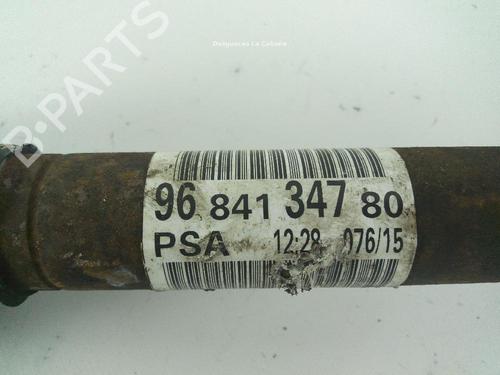 Desguaces La Cabaña
B-PARTS
96 841 347 80
PSA 12:28 076/15